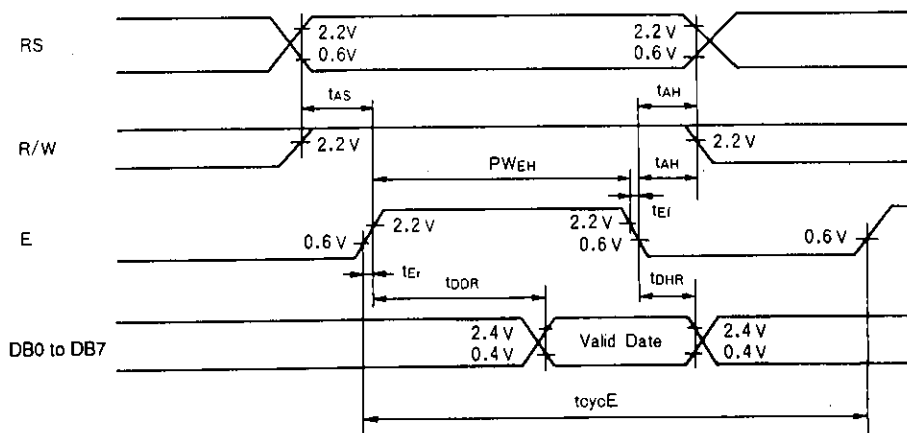 RS
2.2V
0.6V
2.2V
0.6V
tAS
tAH
R/W
2.2V
2.2V
PWEH
tAH
tEf
E
0.6V
2.2V
2.2V
0.6V
0.6V
tEr
tDDR
tDHR
DB0 to DB7
2.4V
0.4V
Valid Date
2.4V
0.4V
tcycE